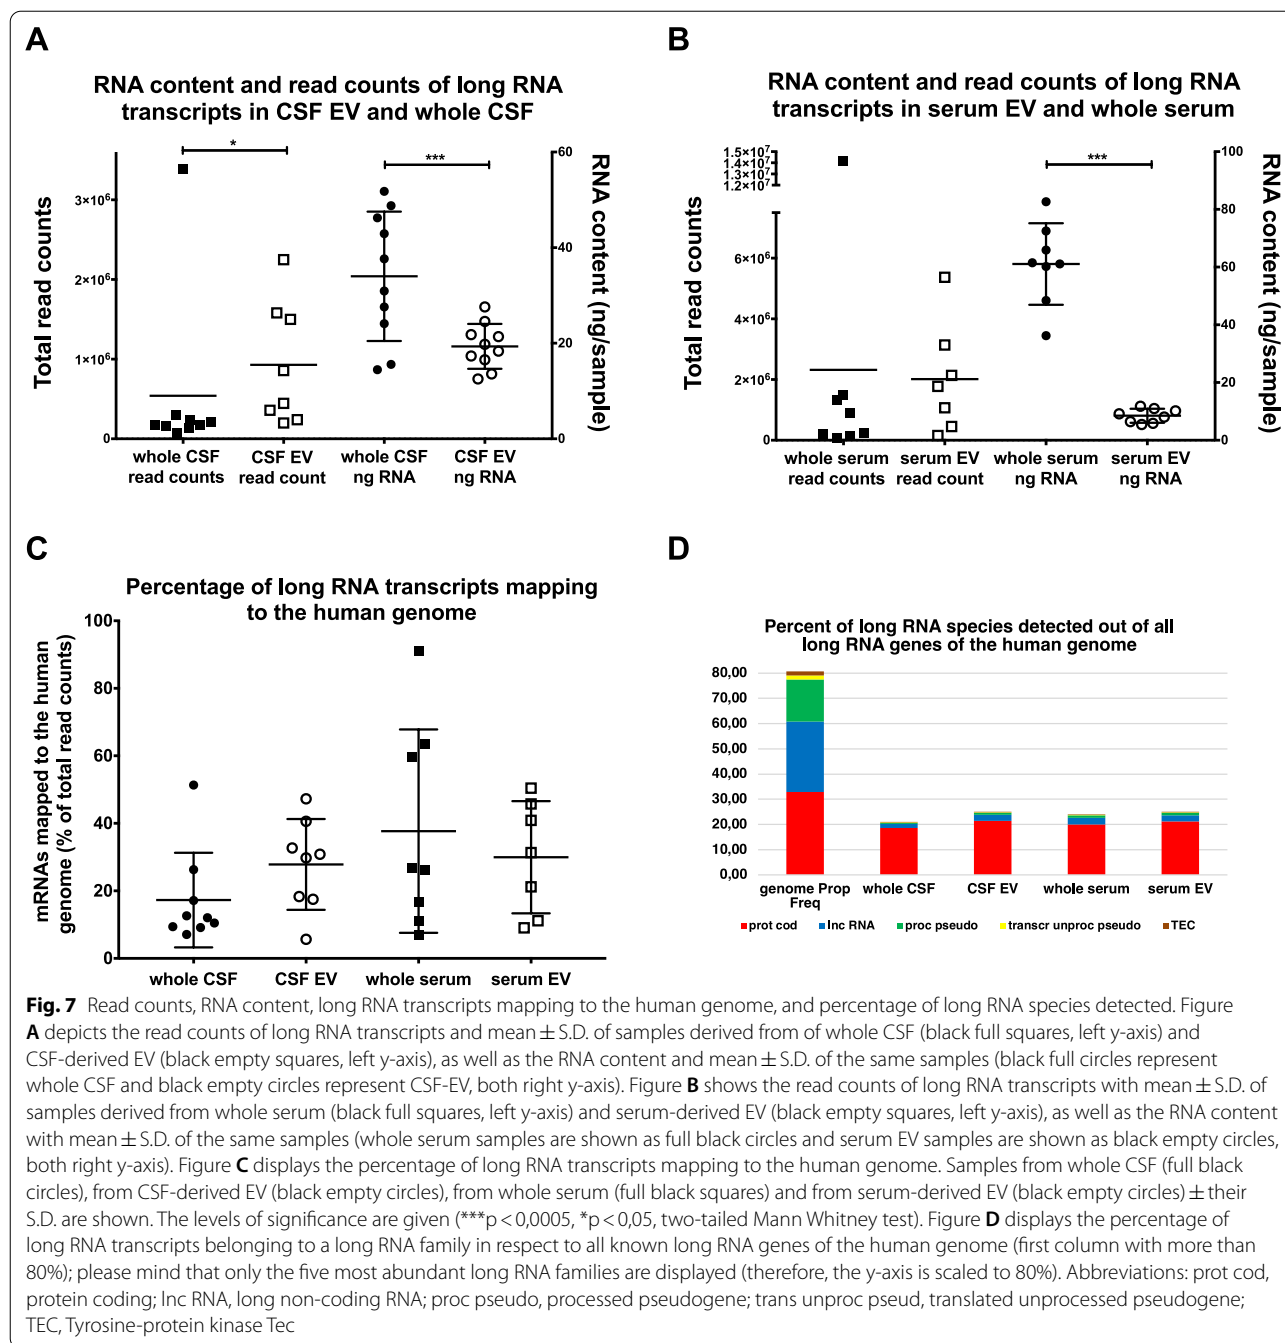 A
RNA content and read counts of long RNA
transcripts in CSF EV and whole CSF
*
***
Total read counts
3×10⁶
2×10⁶
1×10⁶
0
60
40
20
0
RNA content (ng/sample)
whole CSF
read counts
CSF EV
read count
whole CSF
ng RNA
CSF EV
ng RNA
B
RNA content and read counts of long RNA
transcripts in serum EV and whole serum
***
Total read counts
1.5×10⁷
1.4×10⁷
1.3×10⁷
1.2×10⁷
6×10⁶
4×10⁶
2×10⁶
0
100
80
60
40
20
0
RNA content (ng/sample)
whole serum
read counts
serum EV
read count
whole serum
ng RNA
serum EV
ng RNA
C
Percentage of long RNA transcripts mapping
to the human genome
mRNAs mapped to the human
genome (% of total read counts)
100
80
60
40
20
0
whole CSF
CSF EV
whole serum
serum EV
D
Percent of long RNA species detected out of all
long RNA genes of the human genome
80,00
70,00
60,00
50,00
40,00
30,00
20,00
10,00
0,00
genome Prop
Freq
whole CSF
CSF EV
whole serum
serum EV
prot cod
lnc RNA
proc pseudo
transcr unproc pseudo
TEC
Fig. 7 Read counts, RNA content, long RNA transcripts mapping to the human genome, and percentage of long RNA species detected. Figure
A depicts the read counts of long RNA transcripts and mean ± S.D. of samples derived from of whole CSF (black full squares, left y-axis) and
CSF-derived EV (black empty squares, left y-axis), as well as the RNA content and mean ± S.D. of the same samples (black full circles represent
whole CSF and black empty circles represent CSF-EV, both right y-axis). Figure B shows the read counts of long RNA transcripts with mean ± S.D. of
samples derived from whole serum (black full squares, left y-axis) and serum-derived EV (black empty squares, left y-axis), as well as the RNA content
with mean ± S.D. of the same samples (whole serum samples are shown as full black circles and serum EV samples are shown as black empty circles,
both right y-axis). Figure C displays the percentage of long RNA transcripts mapping to the human genome. Samples from whole CSF (full black
circles), from CSF-derived EV (black empty circles), from whole serum (full black squares) and from serum-derived EV (black empty circles) ± their
S.D. are shown. The levels of significance are given (***p < 0,0005, *p < 0,05, two-tailed Mann Whitney test). Figure D displays the percentage of
long RNA transcripts belonging to a long RNA family in respect to all known long RNA genes of the human genome (first column with more than
80%); please mind that only the five most abundant long RNA families are displayed (therefore, the y-axis is scaled to 80%). Abbreviations: prot cod,
protein coding; lnc RNA, long non-coding RNA; proc pseudo, processed pseudogene; trans unproc pseud, translated unprocessed pseudogene;
TEC, Tyrosine-protein kinase Tec